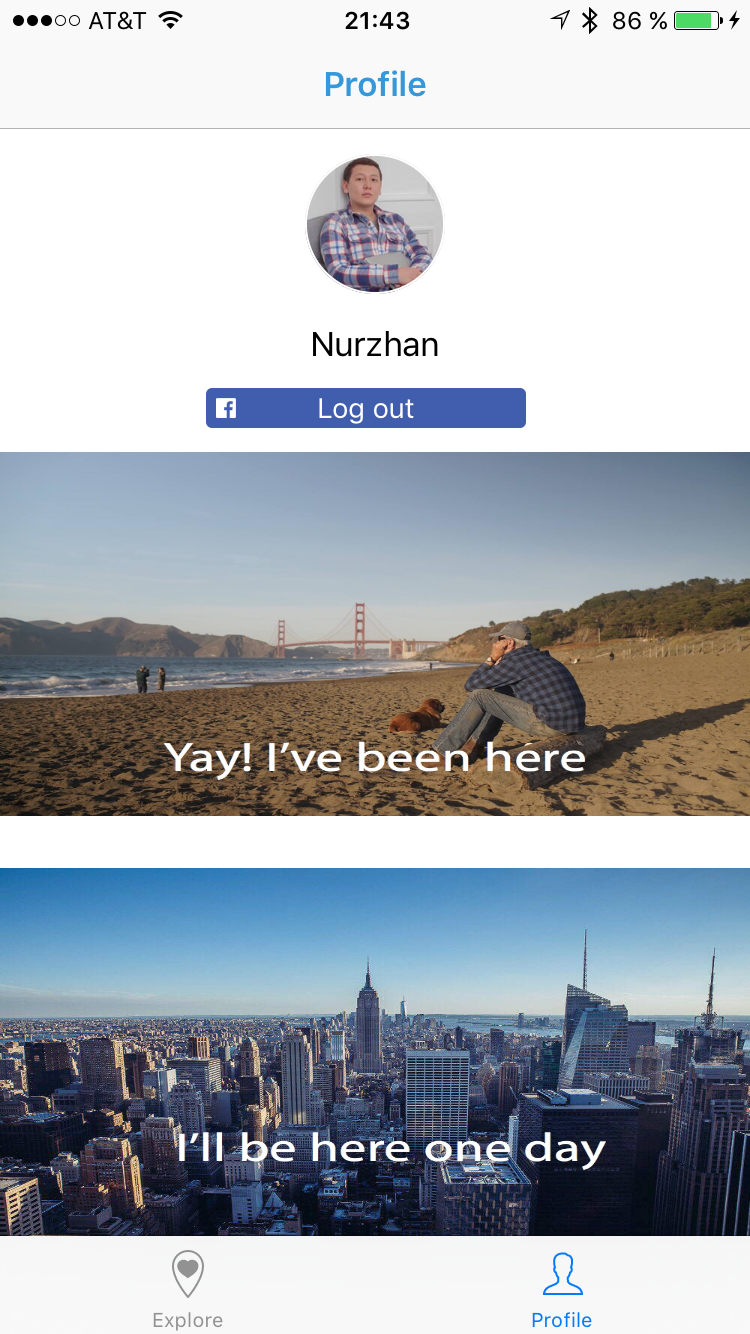 AT&T 21:43 86 %
Profile
Nurzhan
Log out
Yay! I've been here
I'll be here one day
Explore Profile